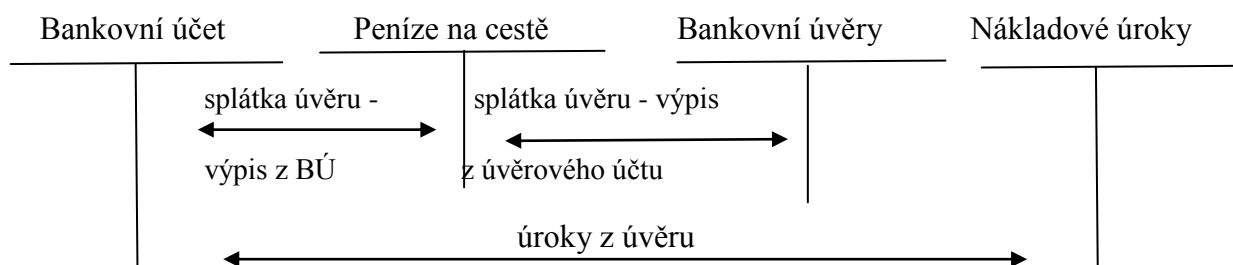 Bankovní účet Peníze na cestě Bankovní úvěry Nákladové úroky
splátka úvěru - splátka úvěru - výpis
výpis z BÚ z úvěrového účtu
úroky z úvěru